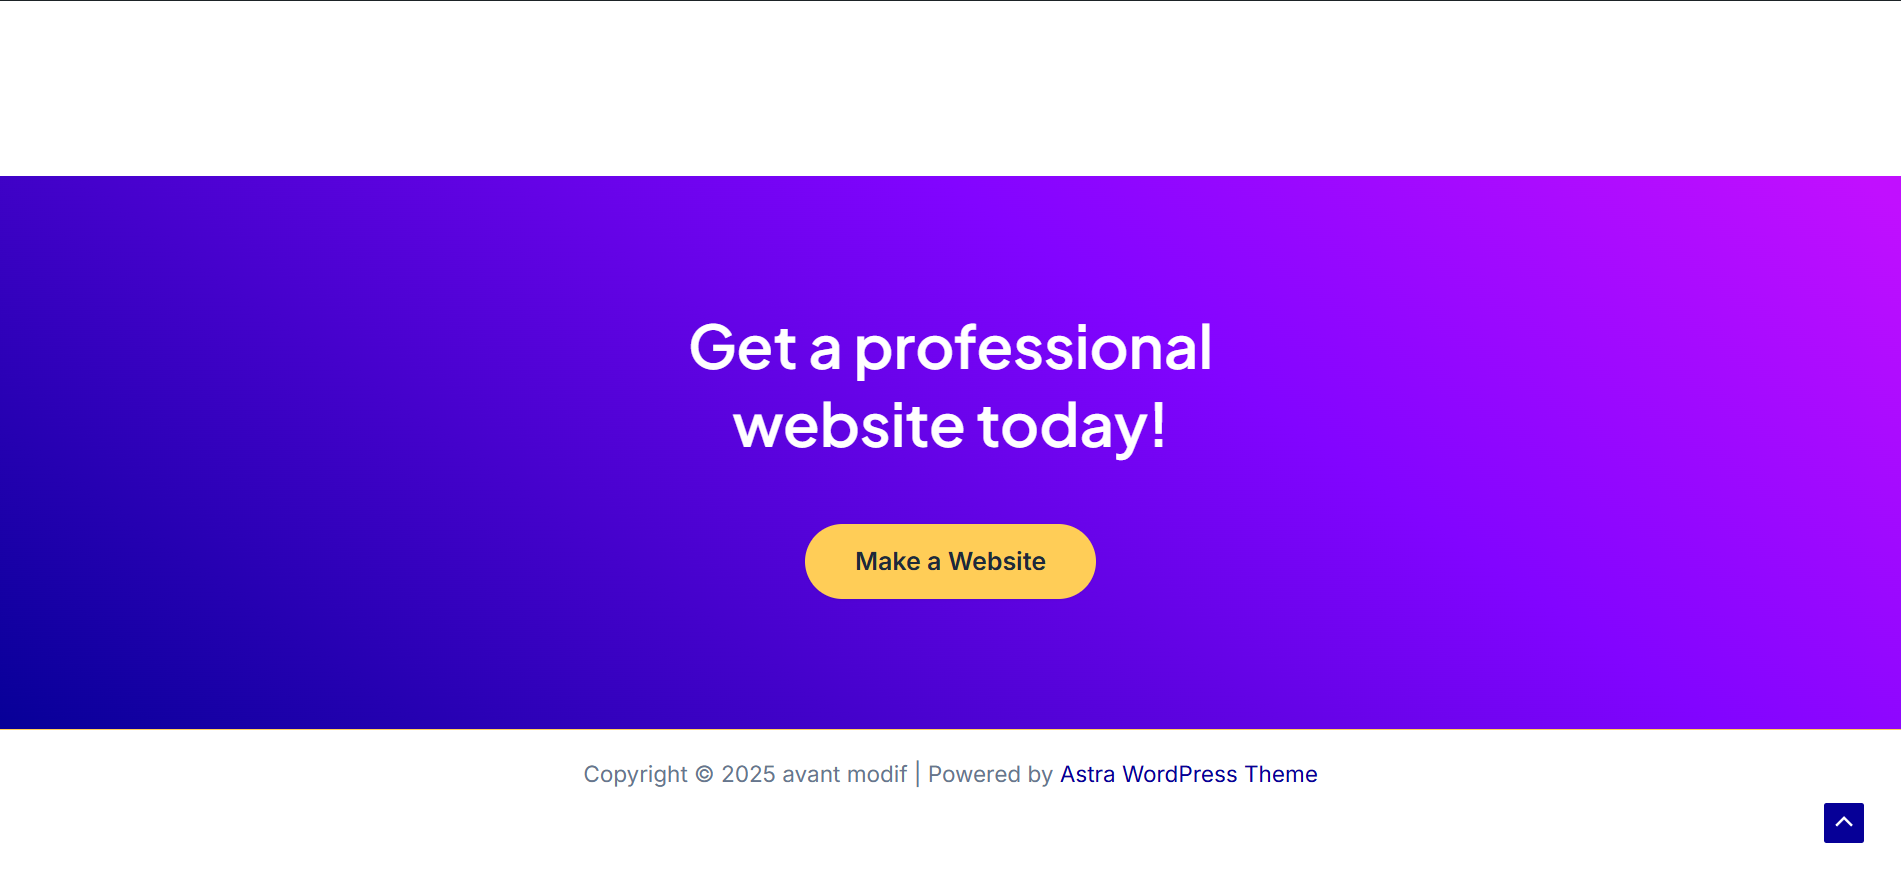 Get a professional
website today!
Make a Website
Copyright © 2025 avant modif | Powered by Astra WordPress Theme